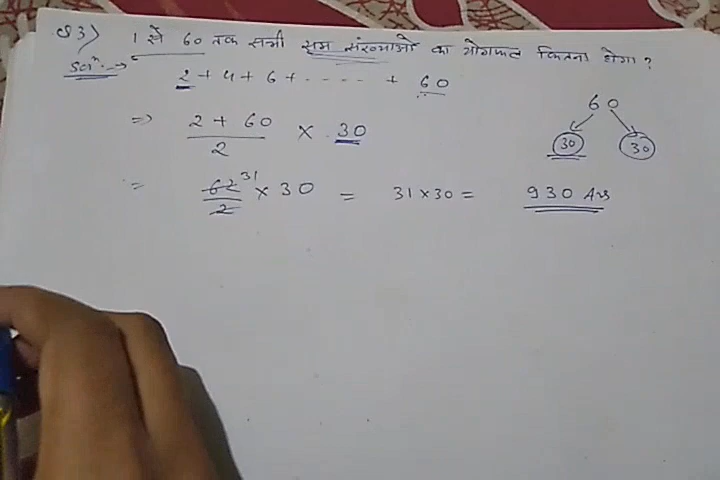 Q3) 1 से 60 तक सभी सम संख्याओ का योगफल कितना होगा ?
Solⁿ :→ 2 + 4 + 6 + - - - - - + 60
⇒ 2 + 60 / 2 × 30
= 62 31 / 2 × 30 = 31 × 30 = 930 Ans
60
30 30